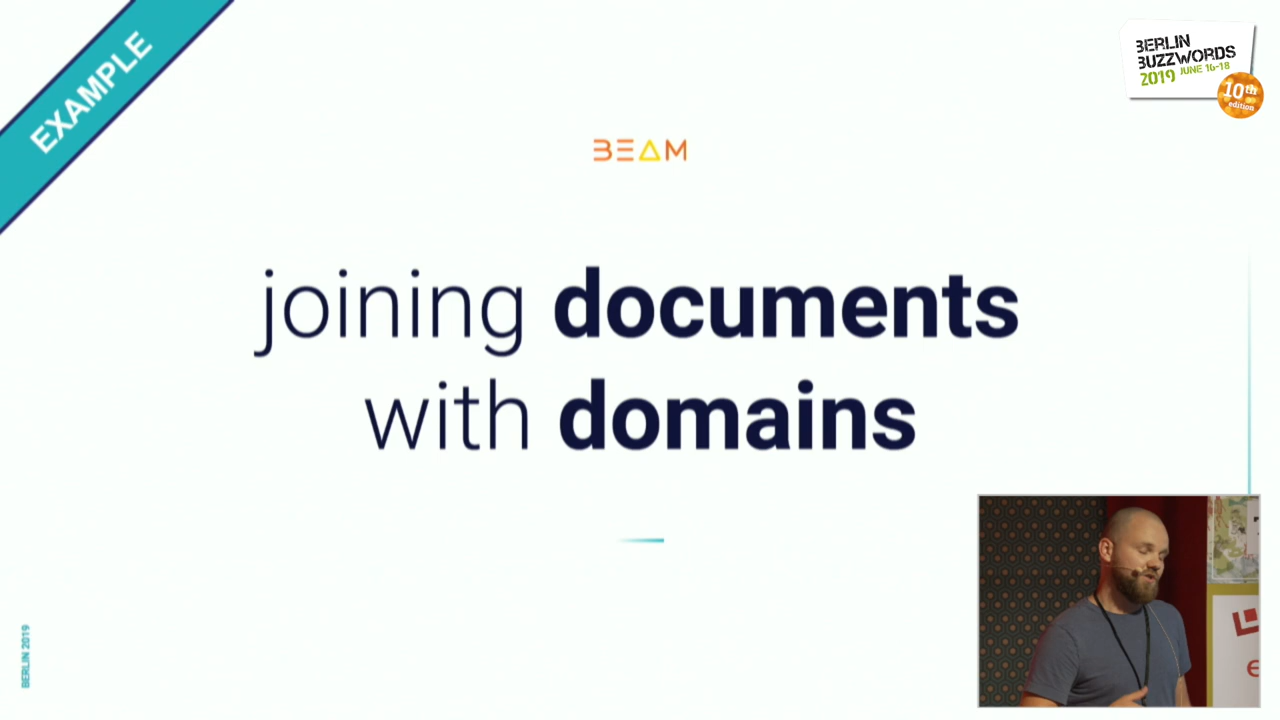 EXAMPLE
BERLIN
BUZZWORDS
2019 JUNE 16-18
10th
edition
BEAM
joining documents
with domains
BERLIN 2019